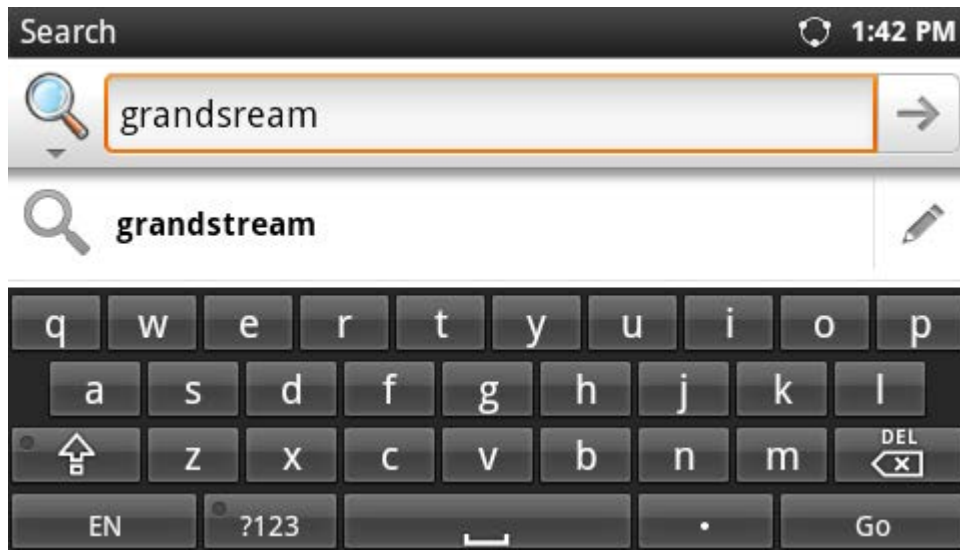 Search 1:42 PM
grandsream
grandstream
q w e r t y u i o p
a s d f g h j k l
z x c v b n m DEL
EN ?123 . Go